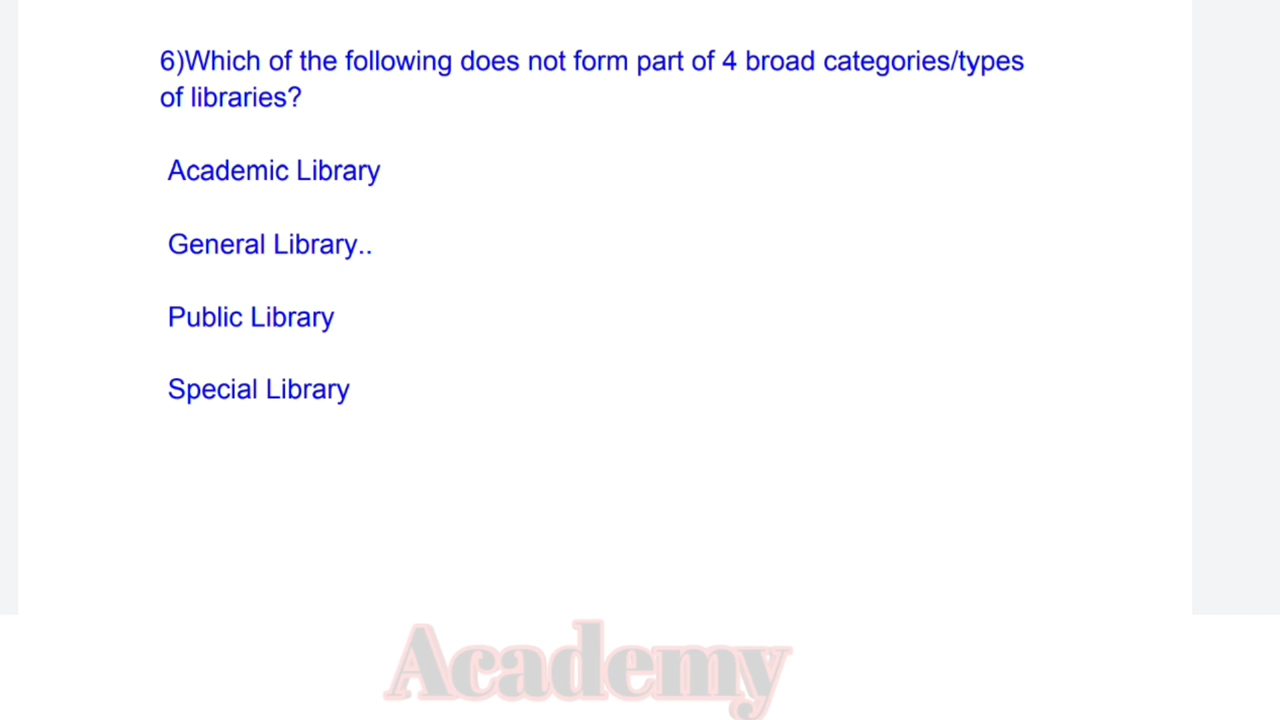 6)Which of the following does not form part of 4 broad categories/types
of libraries?
Academic Library
General Library..
Public Library
Special Library
Academy